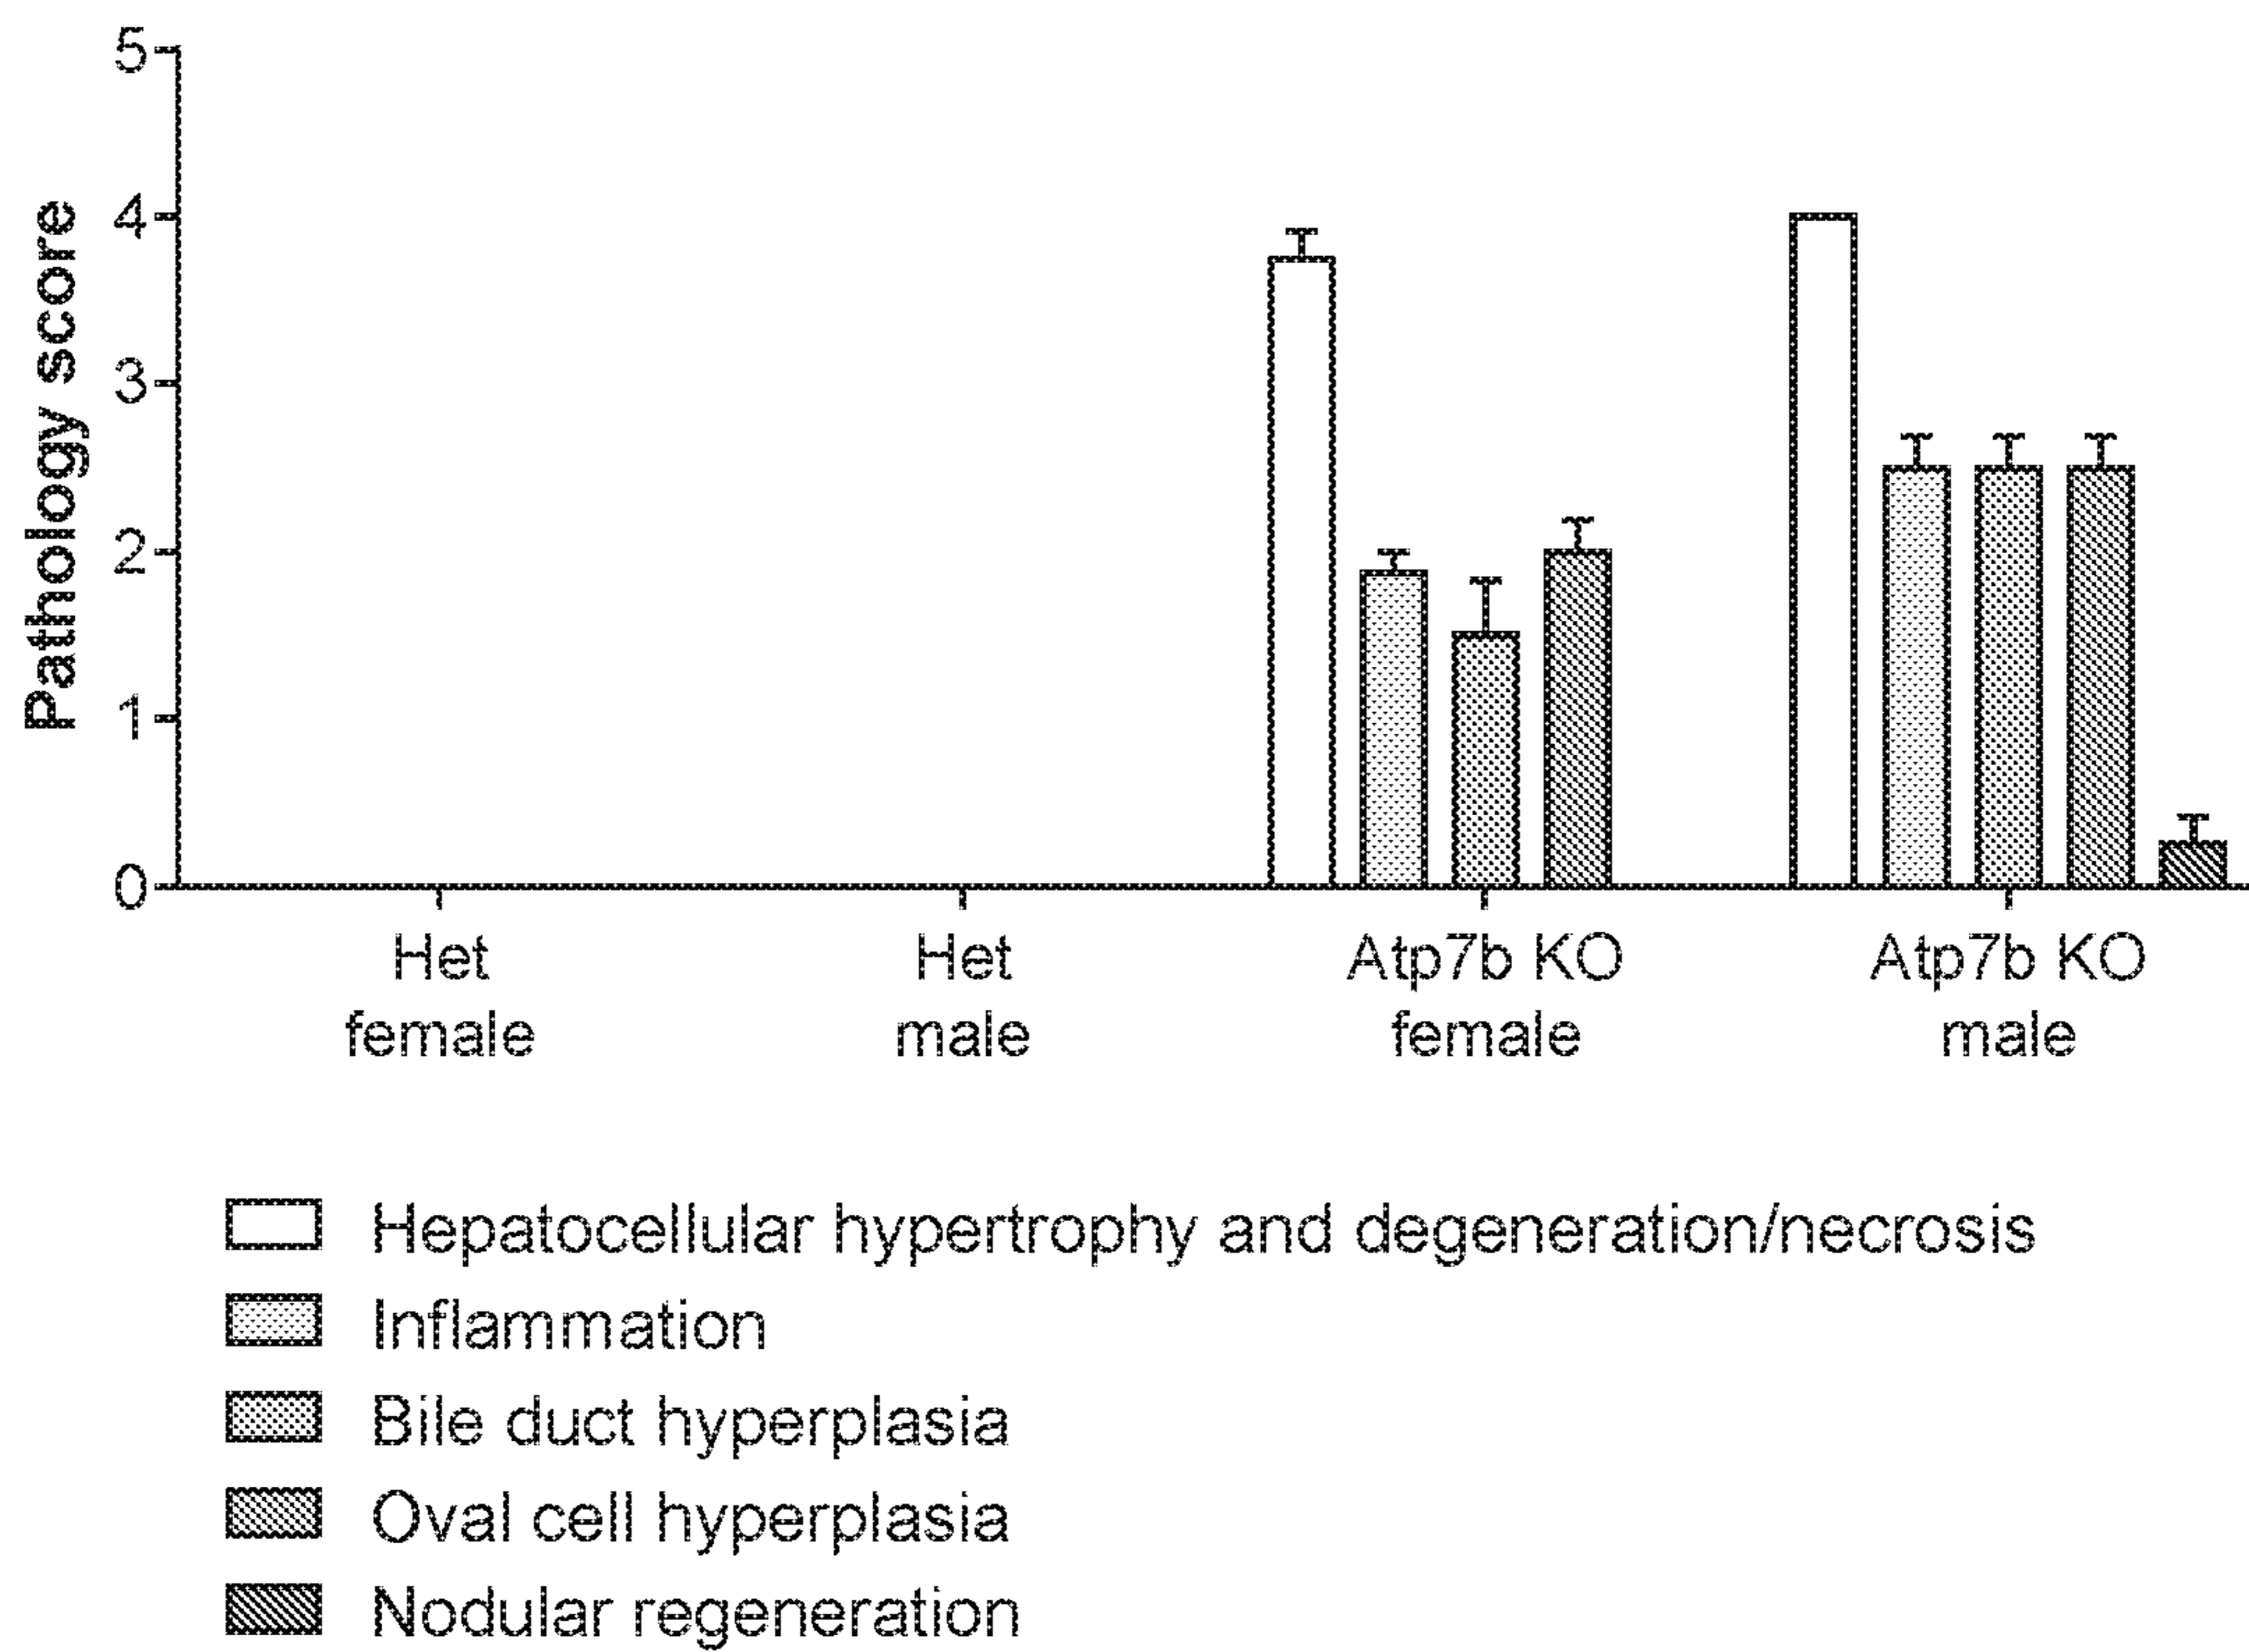 Pathology score
5
4
3
2
1
0
Het
female
Het
male
Atp7b KO
female
Atp7b KO
male
Hepatocellular hypertrophy and degeneration/necrosis
Inflammation
Bile duct hyperplasia
Oval cell hyperplasia
Nodular regeneration